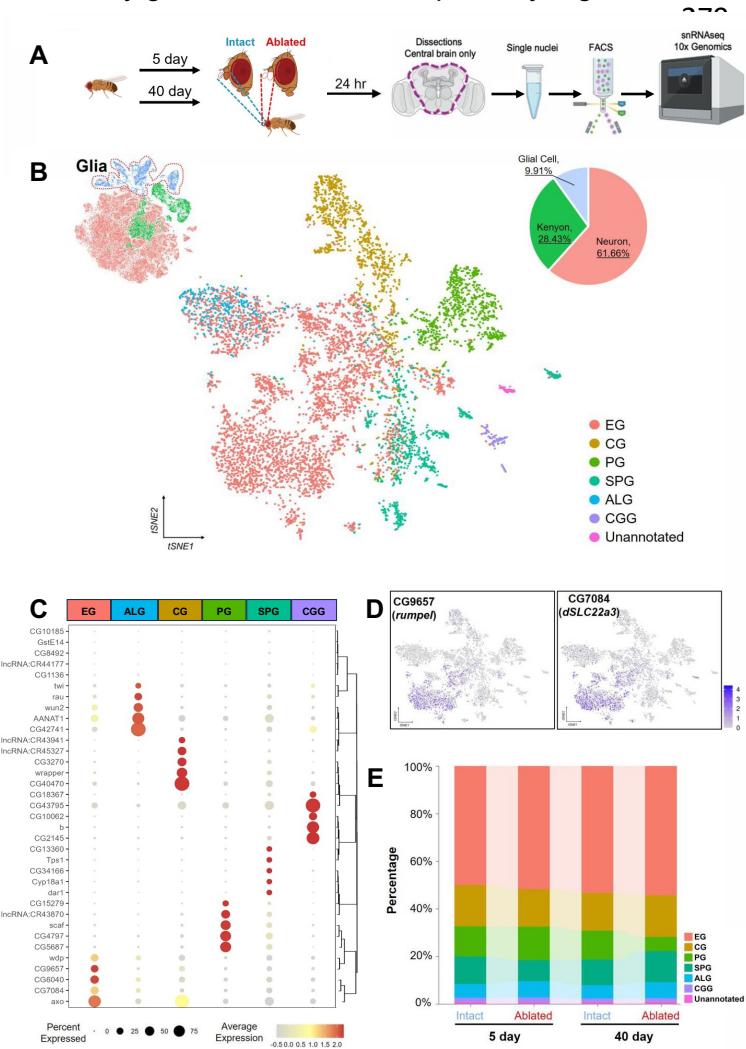 A
5 day
40 day
Intact
Ablated
24 hr
Dissections
Central brain only
Single nuclei
FACS
snRNAseq
10x Genomics
B
Glia
Glial Cell,
9.91%
Kenyon,
28.43%
Neuron,
61.66%
EG
CG
PG
SPG
ALG
CGG
Unannotated
tSNE2
tSNE1
C
EG ALG CG PG SPG CGG
CG10185
GstE14
CG8492
lncRNA:CR44177
CG1136
twi
rau
wun2
AANAT1
CG42741
lncRNA:CR43941
lncRNA:CR45327
CG3270
wrapper
CG40470
CG18367
CG43795
CG10062
b
CG2145
CG13360
Tps1
CG34166
Cyp18a1
dar1
CG15279
lncRNA:CR43870
scaf
CG4797
CG5687
wdp
CG9657
CG6040
CG7084
axo
Percent
Expressed
0 25 50 75
Average
Expression
-0.5 0.0 0.5 1.0 1.5 2.0
D
CG9657
(rumpel)
CG7084
(dSLC22a3)
tSNE2
tSNE1
tSNE2
tSNE1
4
3
2
1
0
E
Percentage
100%
80%
60%
40%
20%
0%
EG
CG
PG
SPG
ALG
CGG
Unannotated
Intact Ablated Intact Ablated
5 day 40 day